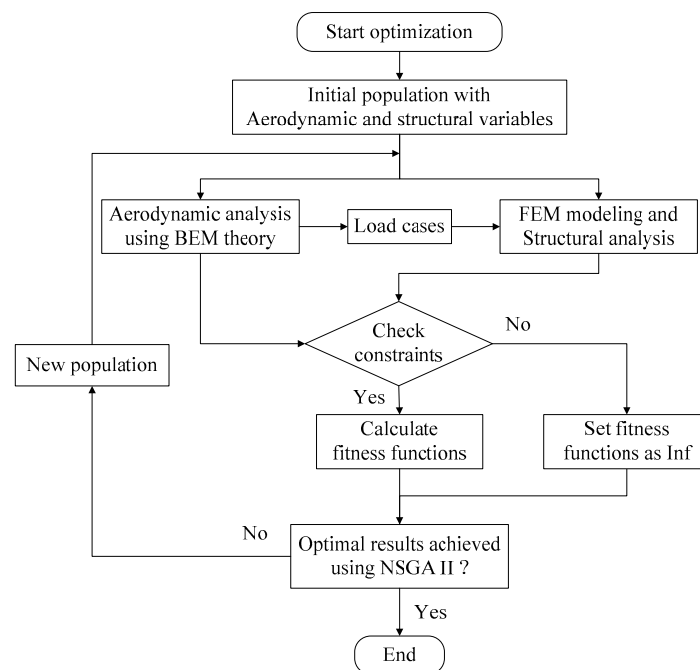 Start optimization
Initial population with
Aerodynamic and structural variables
Aerodynamic analysis
using BEM theory
Load cases
FEM modeling and
Structural analysis
Check
constraints
No
New population
Yes
Calculate
fitness functions
Set fitness
functions as Inf
No
Optimal results achieved
using NSGA II ?
Yes
End